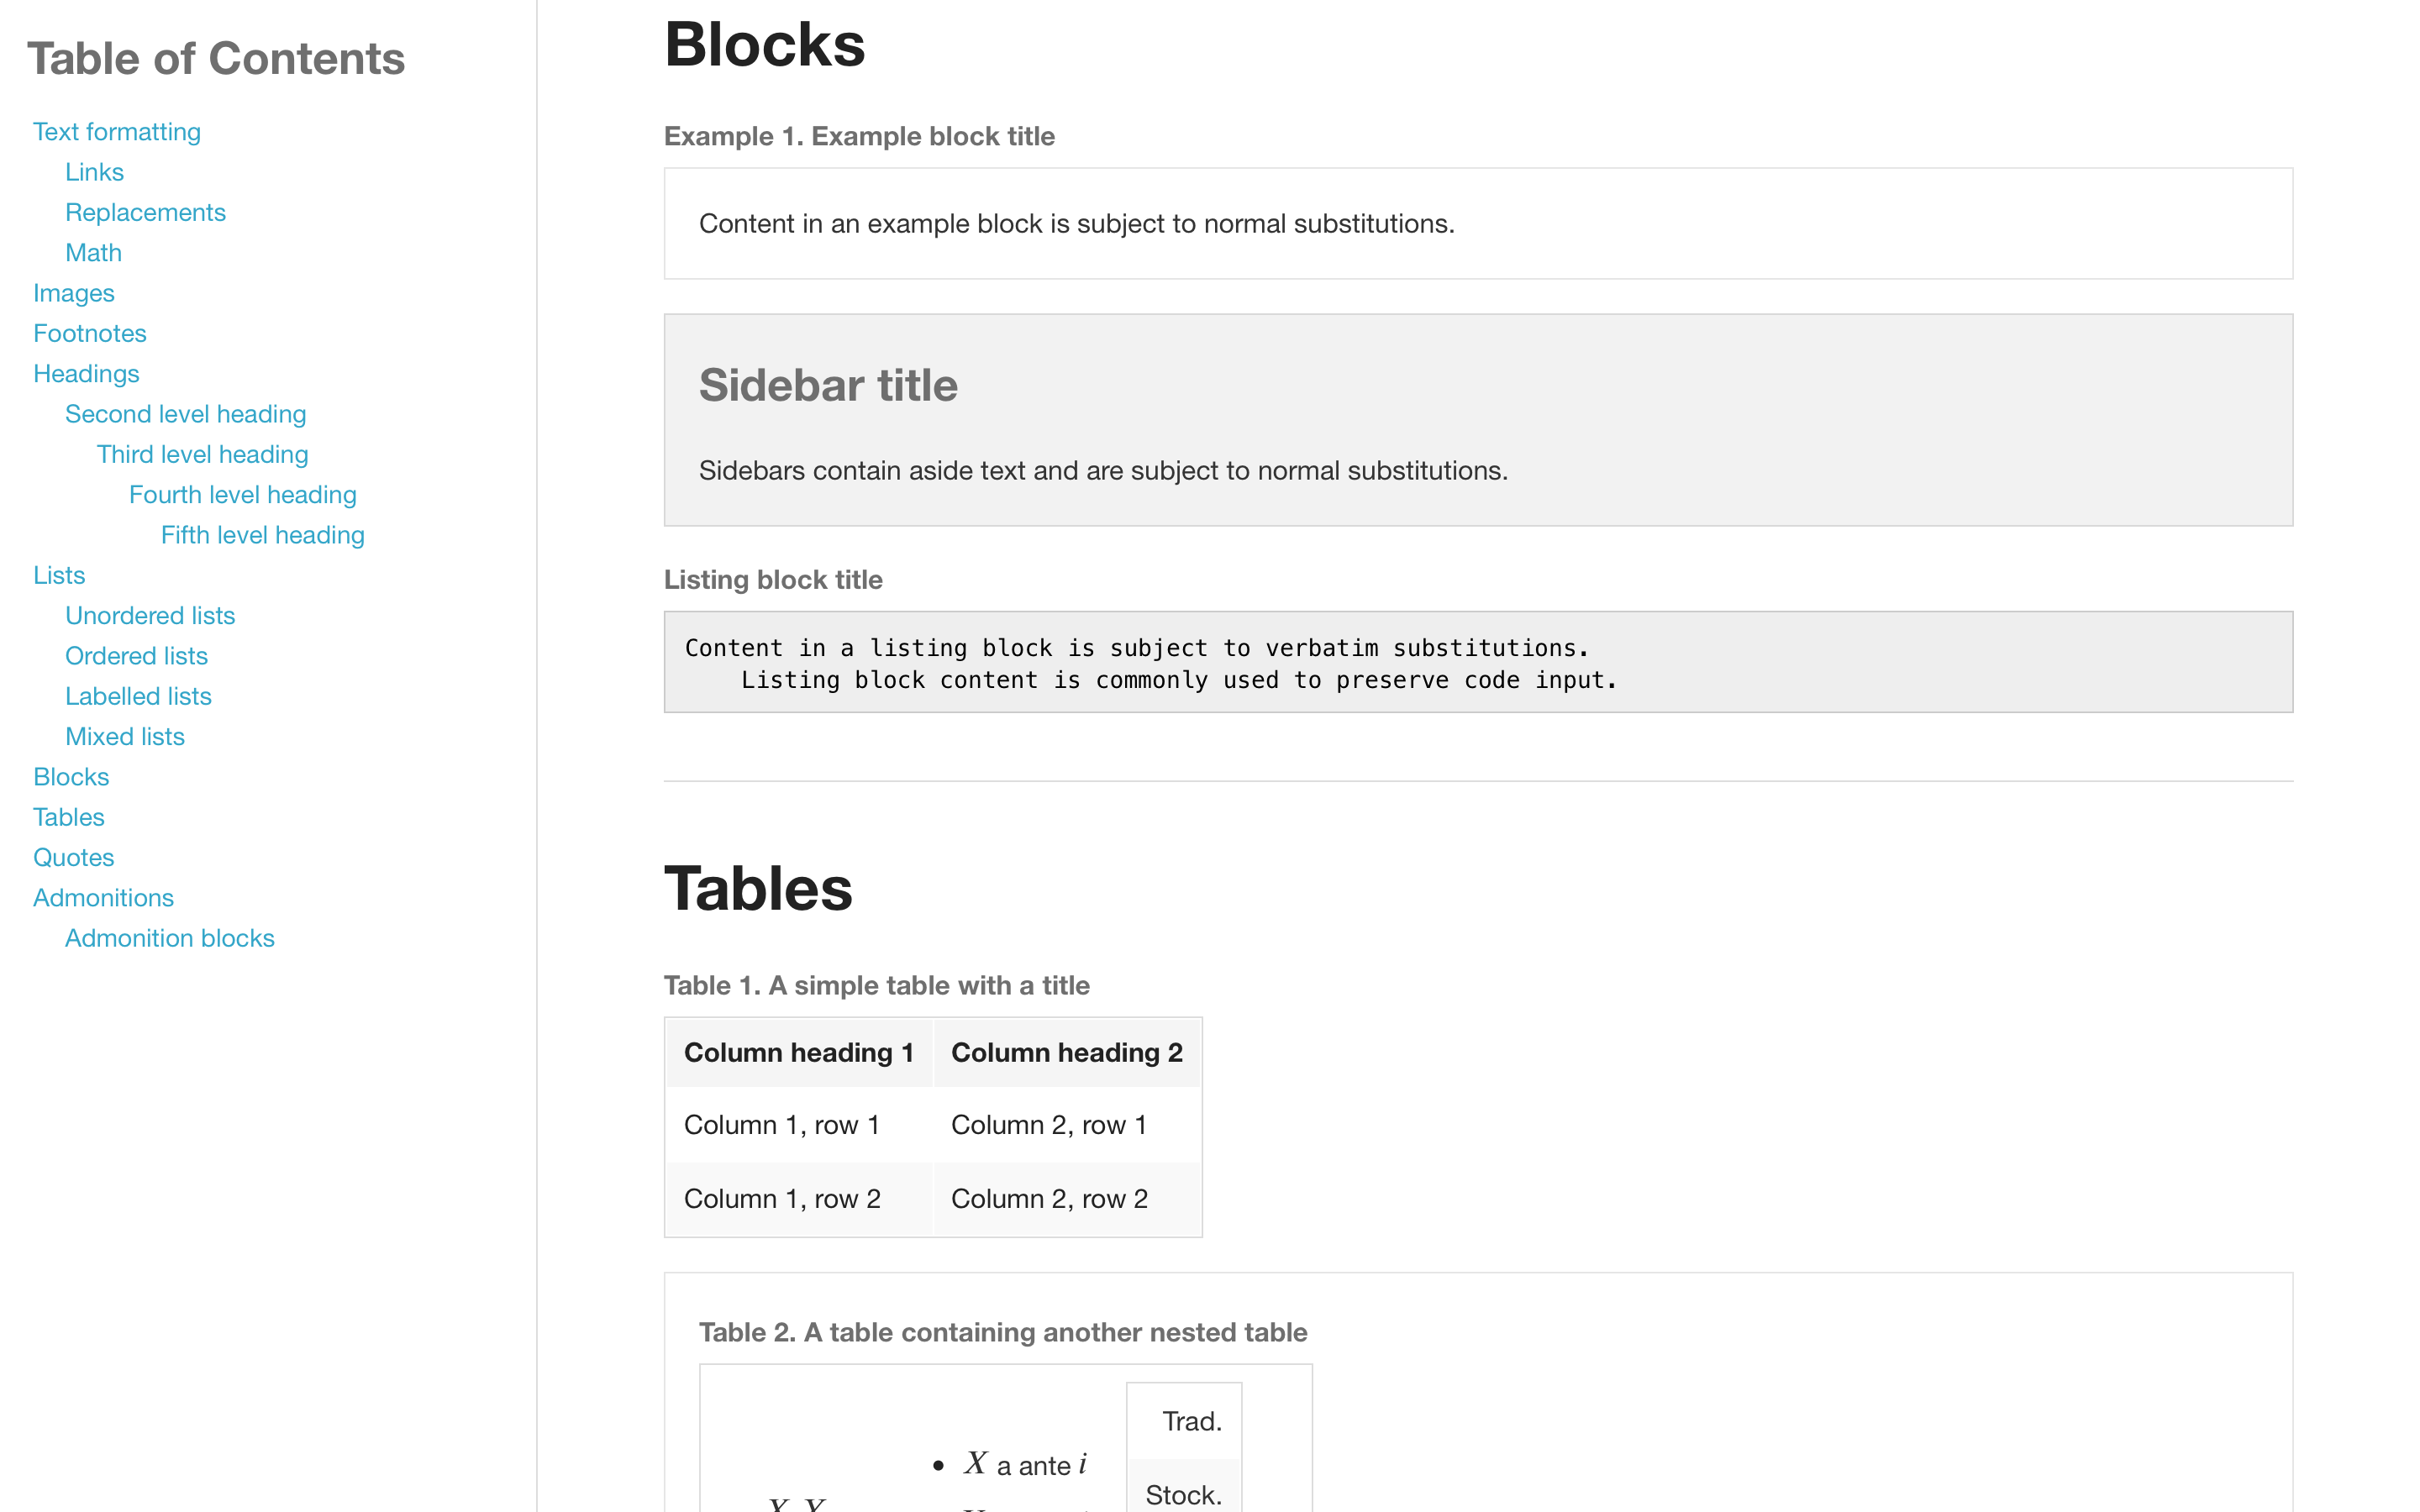 Table of Contents
Text formatting
Links
Replacements
Math
Images
Footnotes
Headings
Second level heading
Third level heading
Fourth level heading
Fifth level heading
Lists
Unordered lists
Ordered lists
Labelled lists
Mixed lists
Blocks
Tables
Quotes
Admonitions
Admonition blocks
Blocks
Example 1. Example block title
Content in an example block is subject to normal substitutions.
Sidebar title
Sidebars contain aside text and are subject to normal substitutions.
Listing block title
Content in a listing block is subject to verbatim substitutions.
    Listing block content is commonly used to preserve code input.
Tables
Table 1. A simple table with a title
Column heading 1 Column heading 2
Column 1, row 1 Column 2, row 1
Column 1, row 2 Column 2, row 2
Table 2. A table containing another nested table
Trad.
• X a ante i
Stock.